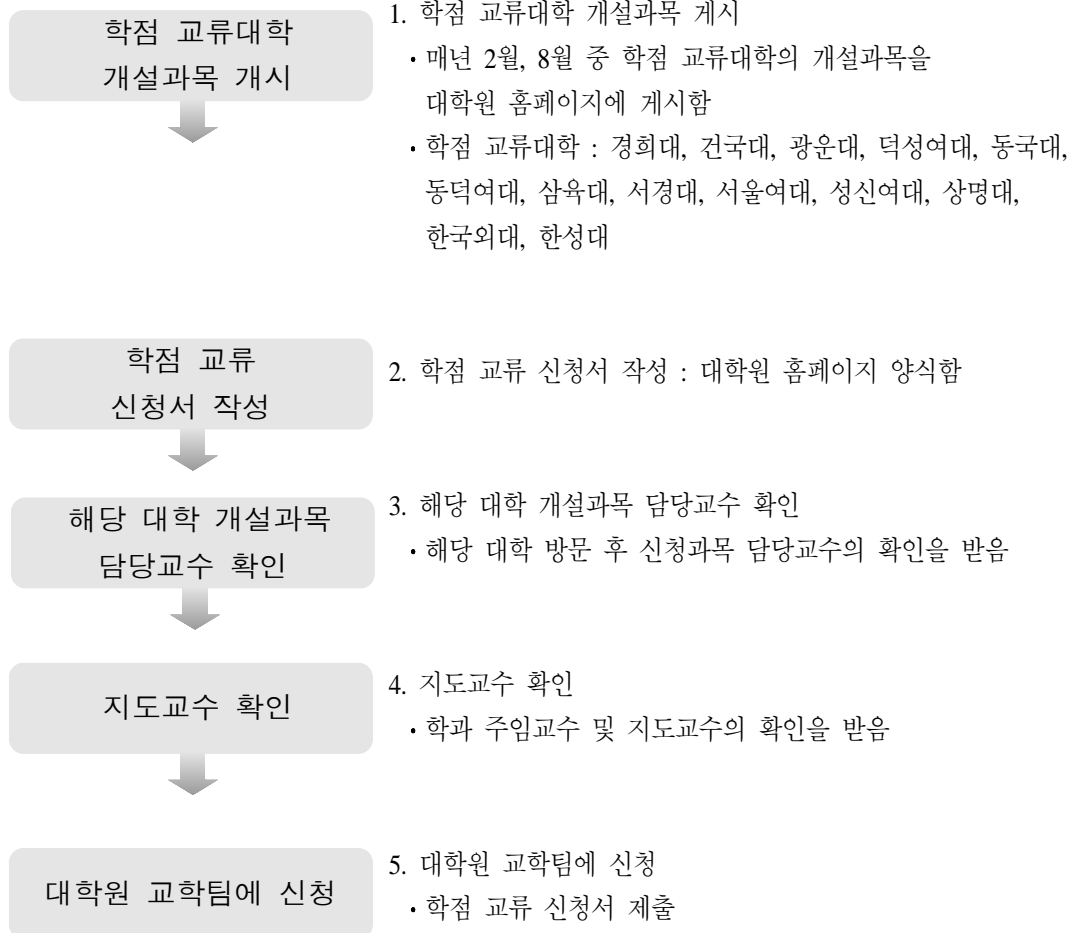 학점 교류대학
개설과목 개시
1. 학점 교류대학 개설과목 게시
· 매년 2월, 8월 중 학점 교류대학의 개설과목을
대학원 홈페이지에 게시함
· 학점 교류대학 : 경희대, 건국대, 광운대, 덕성여대, 동국대,
동덕여대, 삼육대, 서경대, 서울여대, 성신여대, 상명대,
한국외대, 한성대
학점 교류
신청서 작성
2. 학점 교류 신청서 작성 : 대학원 홈페이지 양식함
해당 대학 개설과목
담당교수 확인
3. 해당 대학 개설과목 담당교수 확인
· 해당 대학 방문 후 신청과목 담당교수의 확인을 받음
지도교수 확인
4. 지도교수 확인
· 학과 주임교수 및 지도교수의 확인을 받음
대학원 교학팀에 신청
5. 대학원 교학팀에 신청
· 학점 교류 신청서 제출